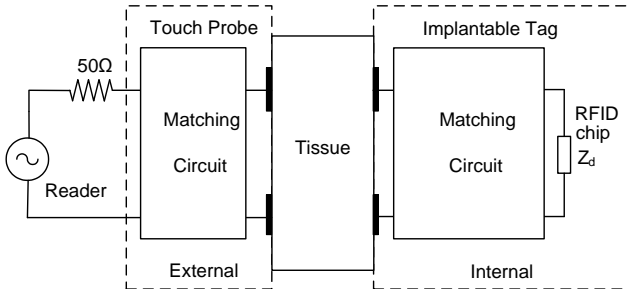 Touch Probe
Implantable Tag
50Ω
Matching
Circuit
Tissue
Matching
Circuit
RFID
chip
Z_d
Reader
External
Internal